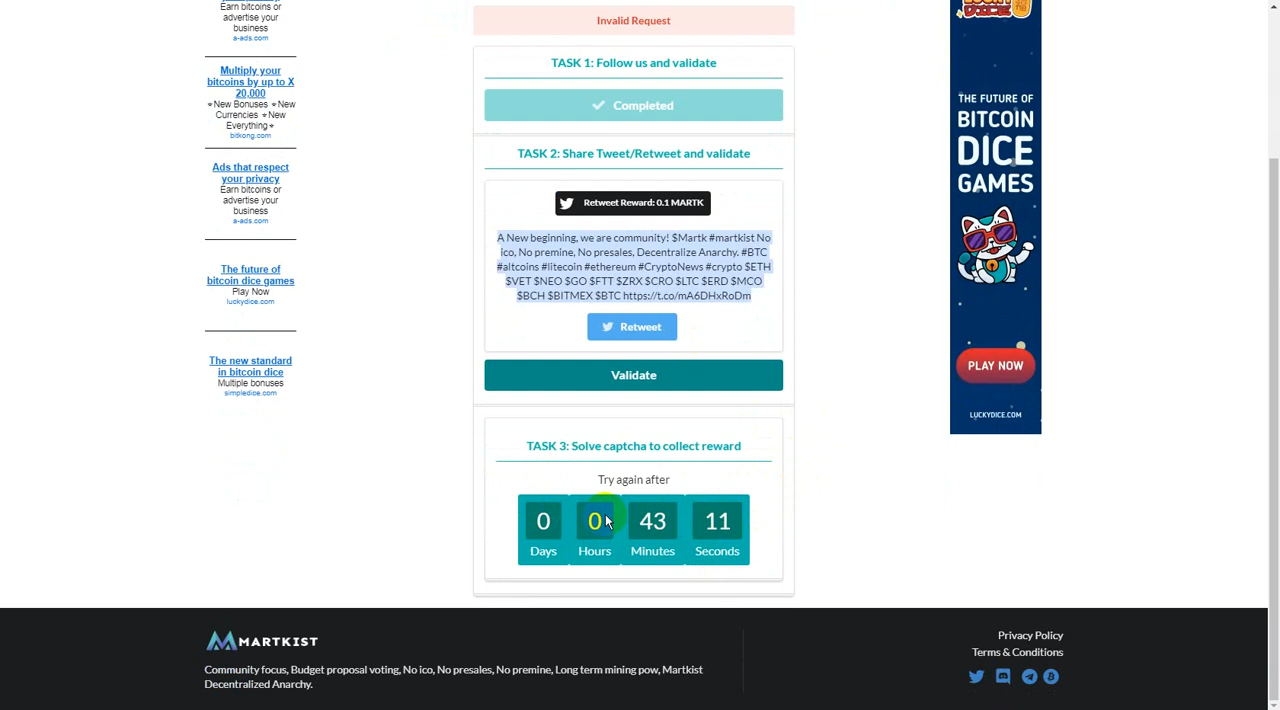 Earn bitcoins or
advertise your
business
a-ads.com
Multiply your
bitcoins by up to X
20,000
⭐New Bonuses ⭐New
Currencies ⭐New
Everything⭐
bitkong.com
Ads that respect
your privacy
Earn bitcoins or
advertise your
business
a-ads.com
The future of
bitcoin dice games
Play Now
luckydice.com
The new standard
in bitcoin dice
Multiple bonuses
simpledice.com
Invalid Request
TASK 1: Follow us and validate
Completed
TASK 2: Share Tweet/Retweet and validate
Retweet Reward: 0.1 MARTK
A New beginning, we are community! $Martk #martkist No
ico, No premine, No presales, Decentralize Anarchy. #BTC
#altcoins #litecoin #ethereum #CryptoNews #crypto $ETH
$VET $NEO $GO $FTT $ZRX $CRO $LTC $ERD $MCO
$BCH $BITMEX $BTC https://t.co/mA6DHxRoDm
Retweet
Validate
TASK 3: Solve captcha to collect reward
Try again after
0 0 43 11
Days Hours Minutes Seconds
DICE
THE FUTURE OF
BITCOIN
DICE
GAMES
PLAY NOW
LUCKYDICE.COM
MARTKIST
Community focus, Budget proposal voting, No ico, No presales, No premine, Long term mining pow, Martkist
Decentralized Anarchy.
Privacy Policy
Terms & Conditions